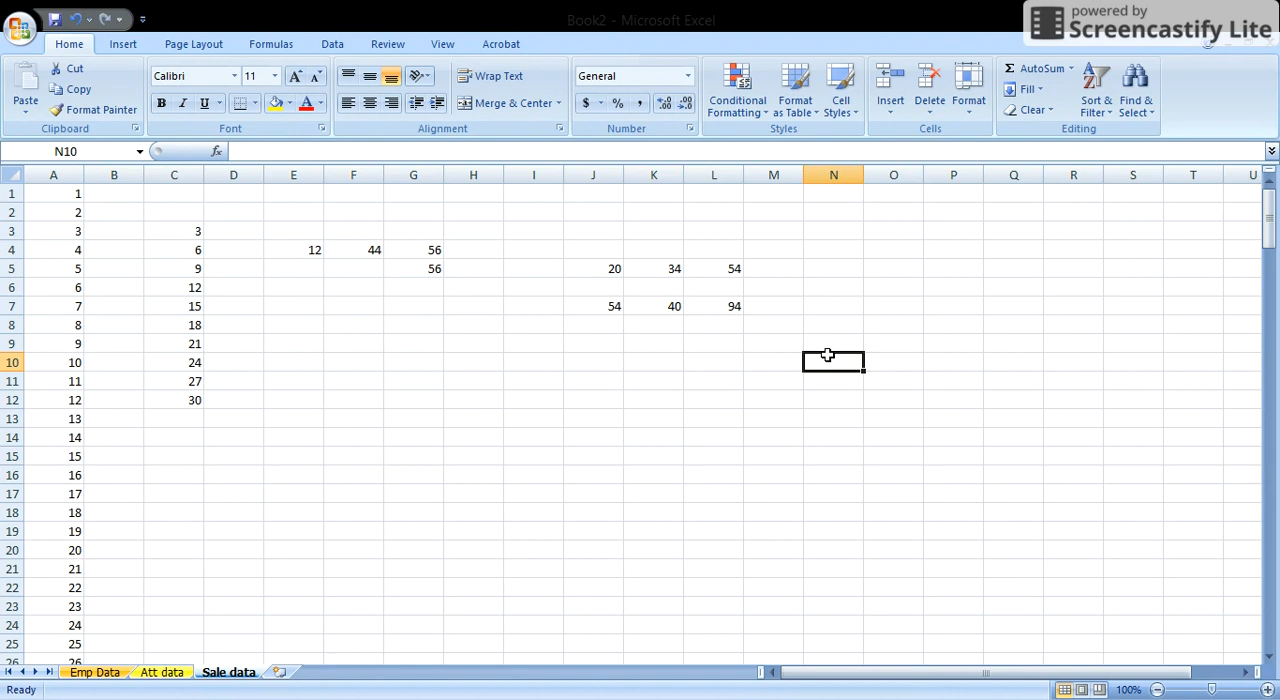 Book2 - Microsoft Excel
powered by
Screencastify Lite
Home Insert Page Layout Formulas Data Review View Acrobat
Paste Cut Copy Format Painter
Calibri 11
B I U A
Wrap Text
Merge & Center
General
$ % ,
Conditional Formatting
Format as Table
Cell Styles
Insert Delete Format
Σ AutoSum
Fill
Clear
Sort & Filter
Find & Select
Clipboard Font Alignment Number Styles Cells Editing
N10 fx
A B C D E F G H I J K L M N O P Q R S T U
1 1
2 2
3 3 3
4 4 6 12 44 56
5 5 9 56 20 34 54
6 6 12
7 7 15 54 40 94
8 8 18
9 9 21
10 10 24
11 11 27
12 12 30
13 13
14 14
15 15
16 16
17 17
18 18
19 19
20 20
21 21
22 22
23 23
24 24
25 25
26 26
Emp Data Att data Sale data
Ready 100%